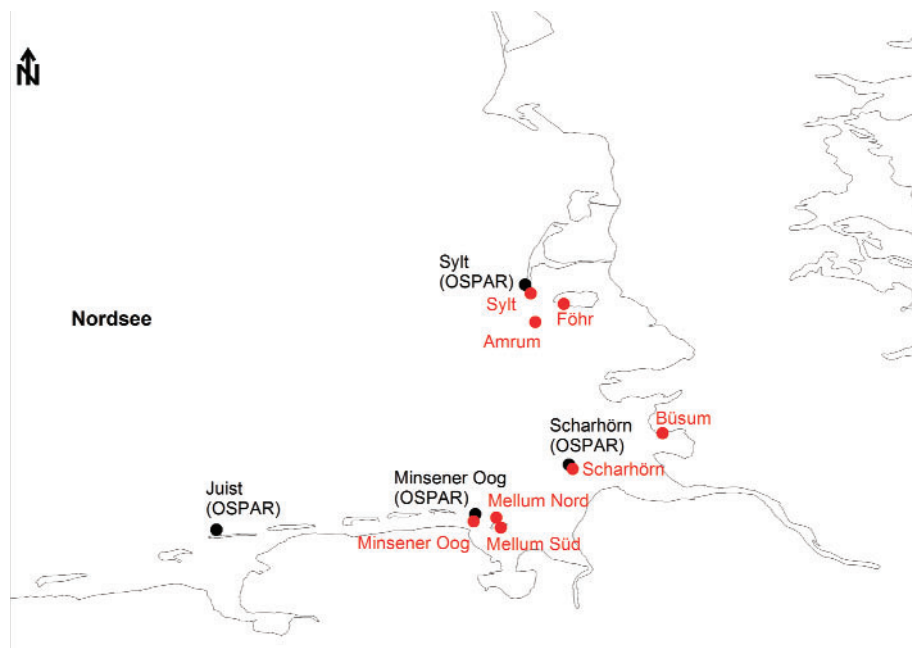 N
Sylt
(OSPAR)
Sylt
Föhr
Nordsee
Amrum
Büsum
Scharhörn
(OSPAR)
Scharhörn
Minsener Oog
(OSPAR)
Juist
(OSPAR)
Mellum Nord
Minsener Oog
Mellum Süd